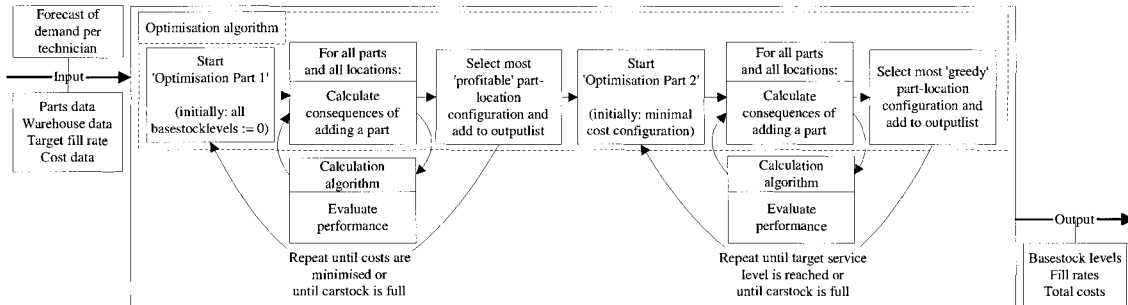 Forecast of
demand per
technician
Input
Parts data
Warehouse data
Target fill rate
Cost data
Optimisation algorithm
Start
'Optimisation Part 1'
(initially: all
basestocklevels := 0)
For all parts
and all locations:
Calculate
consequences of
adding a part
Calculation
algorithm
Evaluate
performance
Select most
'profitable' part-
location
configuration and
add to outputlist
Repeat until costs are
minimised or
until carstock is full
Start
'Optimisation Part 2'
(initially: minimal
cost configuration)
For all parts
and all locations:
Calculate
consequences of
adding a part
Calculation
algorithm
Evaluate
performance
Select most 'greedy'
part-location
configuration and
add to outputlist
Repeat until target service
level is reached or
until carstock is full
Output
Basestock levels
Fill rates
Total costs